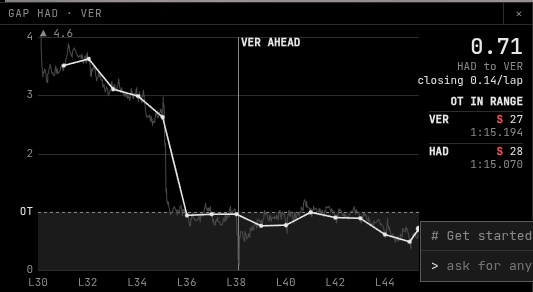 GAP HAD · VER ×
4 ▲ 4.6
VER AHEAD
3
2
OT
0
L30 L32 L34 L36 L38 L40 L42 L44
0.71
HAD to VER
closing 0.14/lap
OT IN RANGE
VER S 27
1:15.194
HAD S 28
1:15.070
# Get started
> ask for any